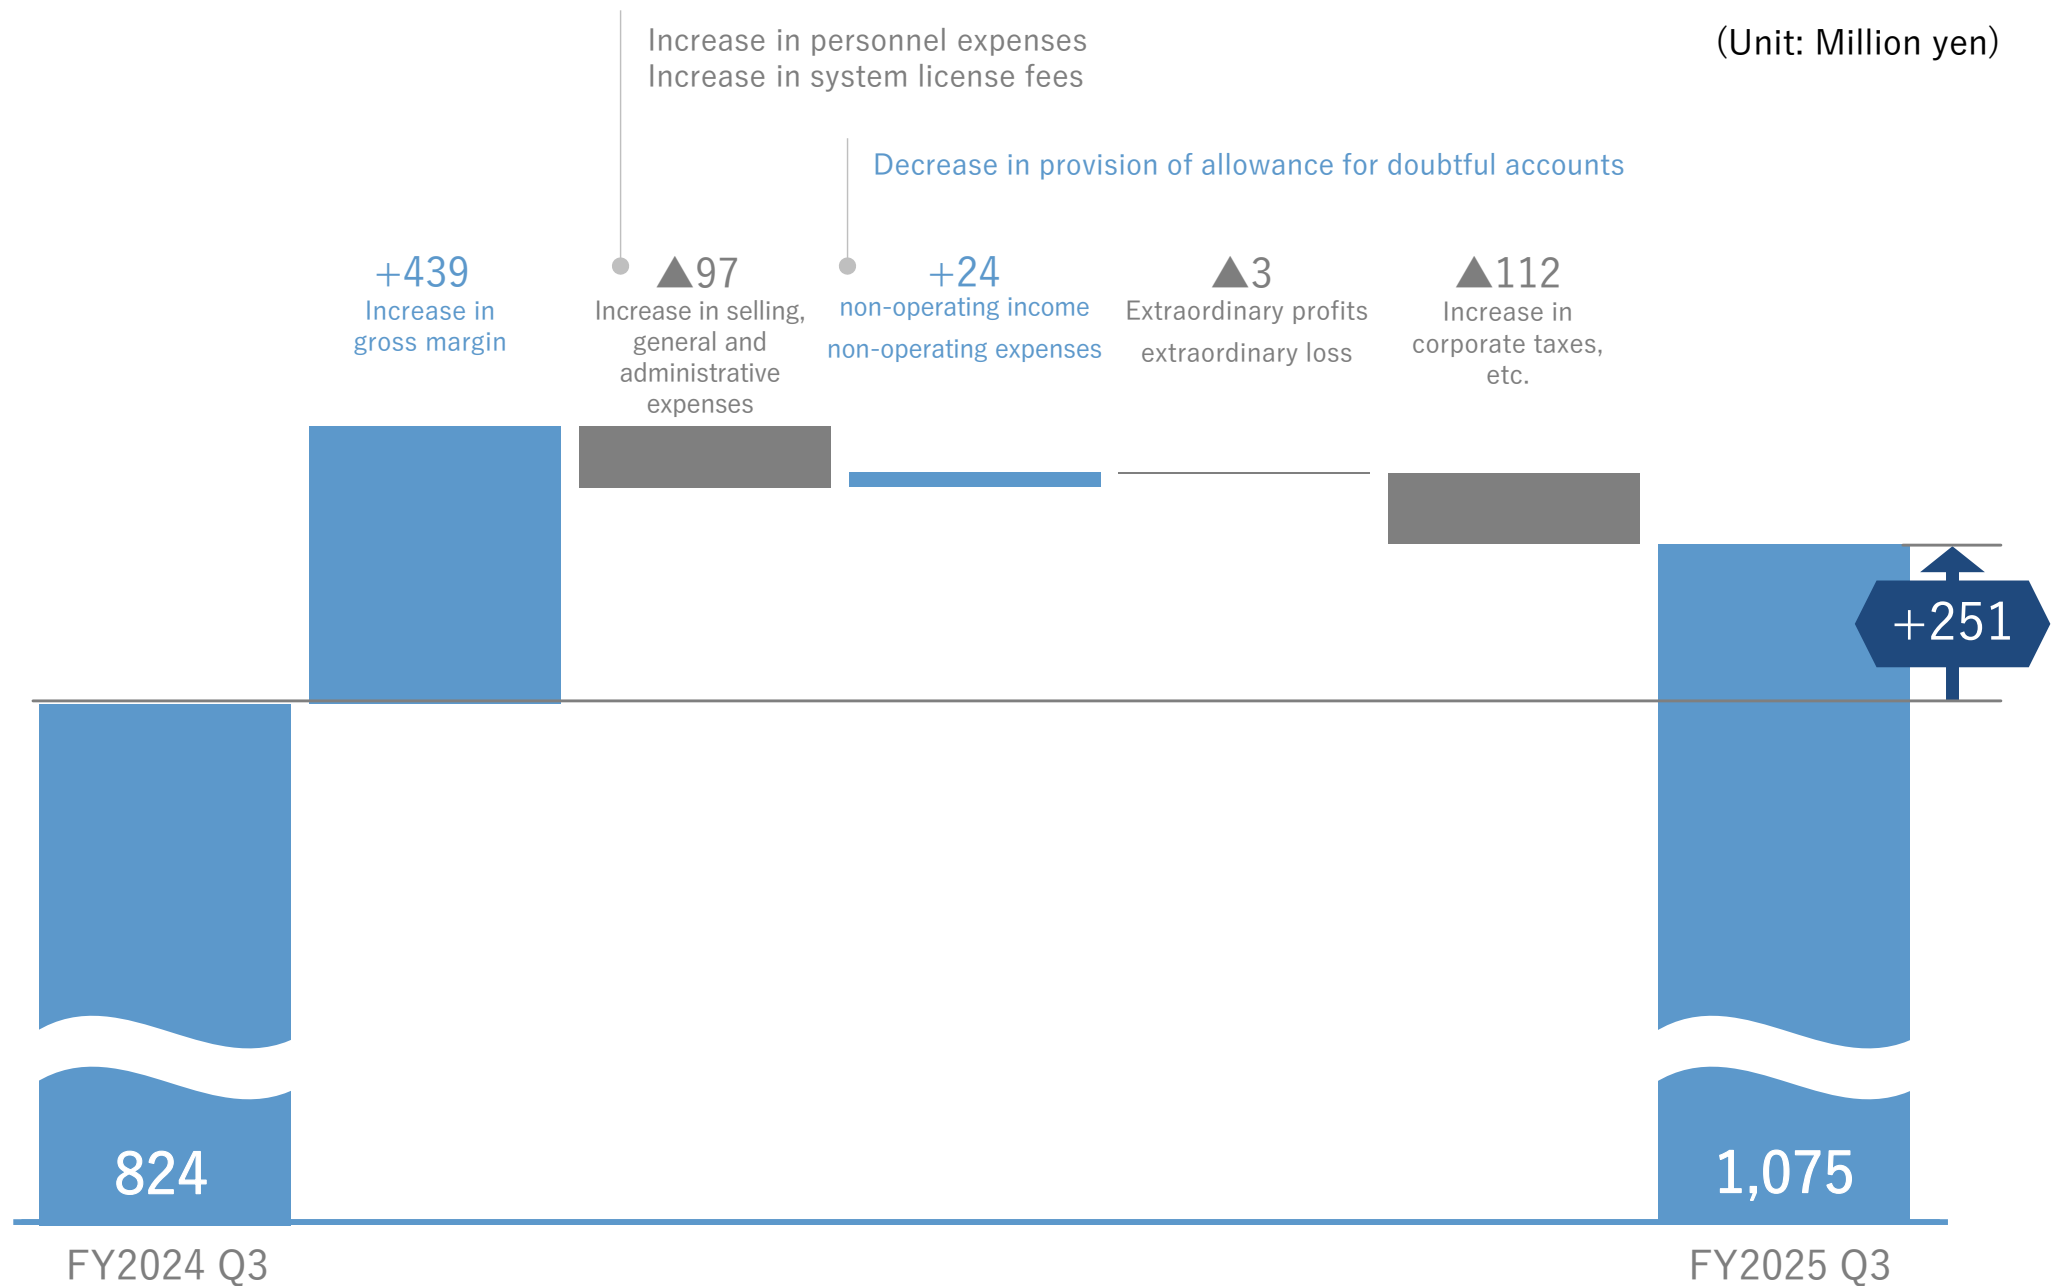 Increase in personnel expenses
Increase in system license fees
(Unit: Million yen)
Decrease in provision of allowance for doubtful accounts
+439
Increase in
gross margin
▲97
Increase in selling,
general and
administrative
expenses
+24
non-operating income
non-operating expenses
▲3
Extraordinary profits
extraordinary loss
▲112
Increase in
corporate taxes,
etc.
+251
824
1,075
FY2024 Q3
FY2025 Q3